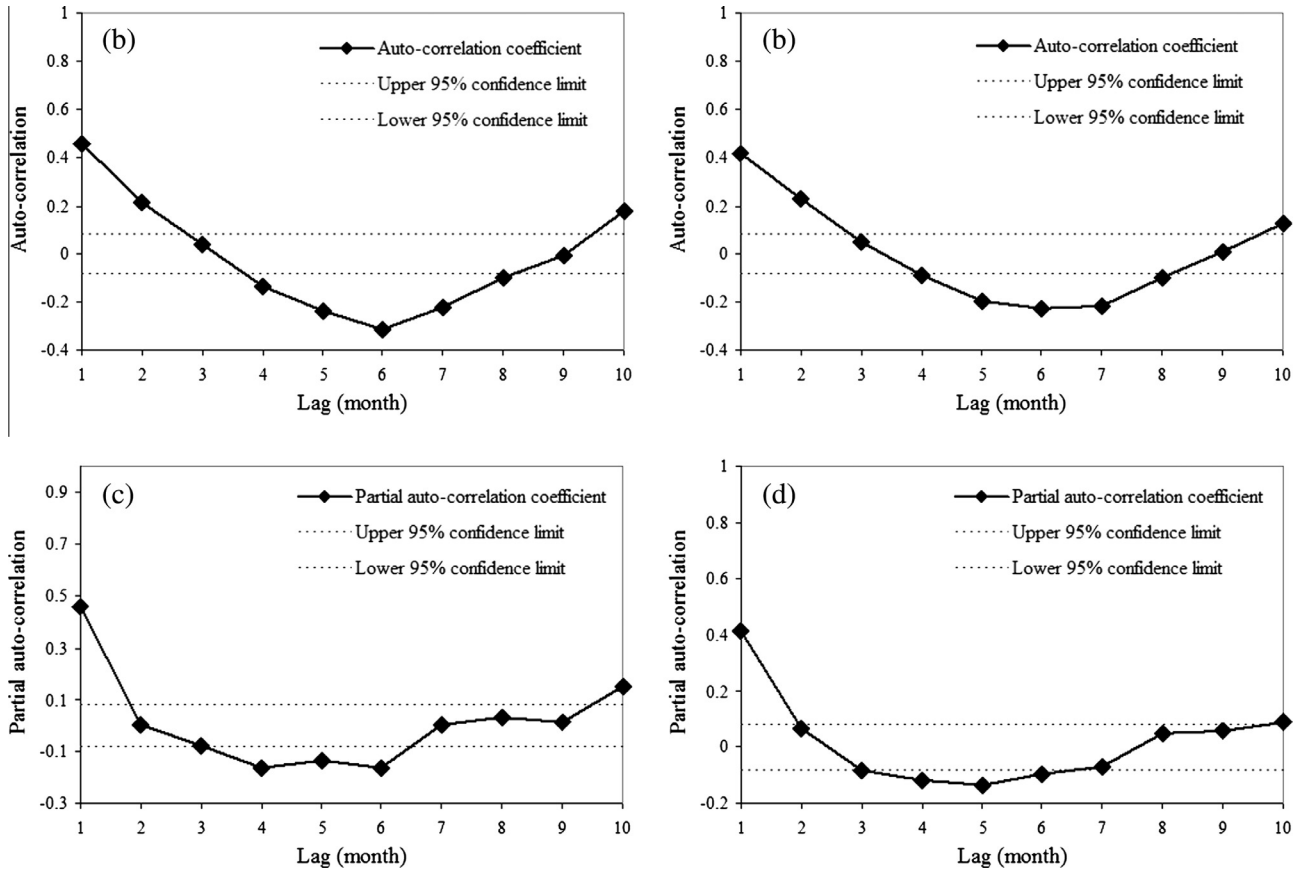 (b)
Auto-correlation coefficient
Upper 95% confidence limit
Lower 95% confidence limit
1
0.8
0.6
0.4
0.2
0
-0.2
-0.4
Auto-correlation
1 2 3 4 5 6 7 8 9 10
Lag (month)
(b)
Auto-correlation coefficient
Upper 95% confidence limit
Lower 95% confidence limit
1
0.8
0.6
0.4
0.2
0
-0.2
-0.4
Auto-correlation
1 2 3 4 5 6 7 8 9 10
Lag (month)
(c)
Partial auto-correlation coefficient
Upper 95% confidence limit
Lower 95% confidence limit
0.9
0.7
0.5
0.3
0.1
-0.1
-0.3
Partial auto-correlation
1 2 3 4 5 6 7 8 9 10
Lag (month)
(d)
Partial auto-correlation coefficient
Upper 95% confidence limit
Lower 95% confidence limit
1
0.8
0.6
0.4
0.2
0
-0.2
Partial auto-correlation
1 2 3 4 5 6 7 8 9 10
Lag (month)